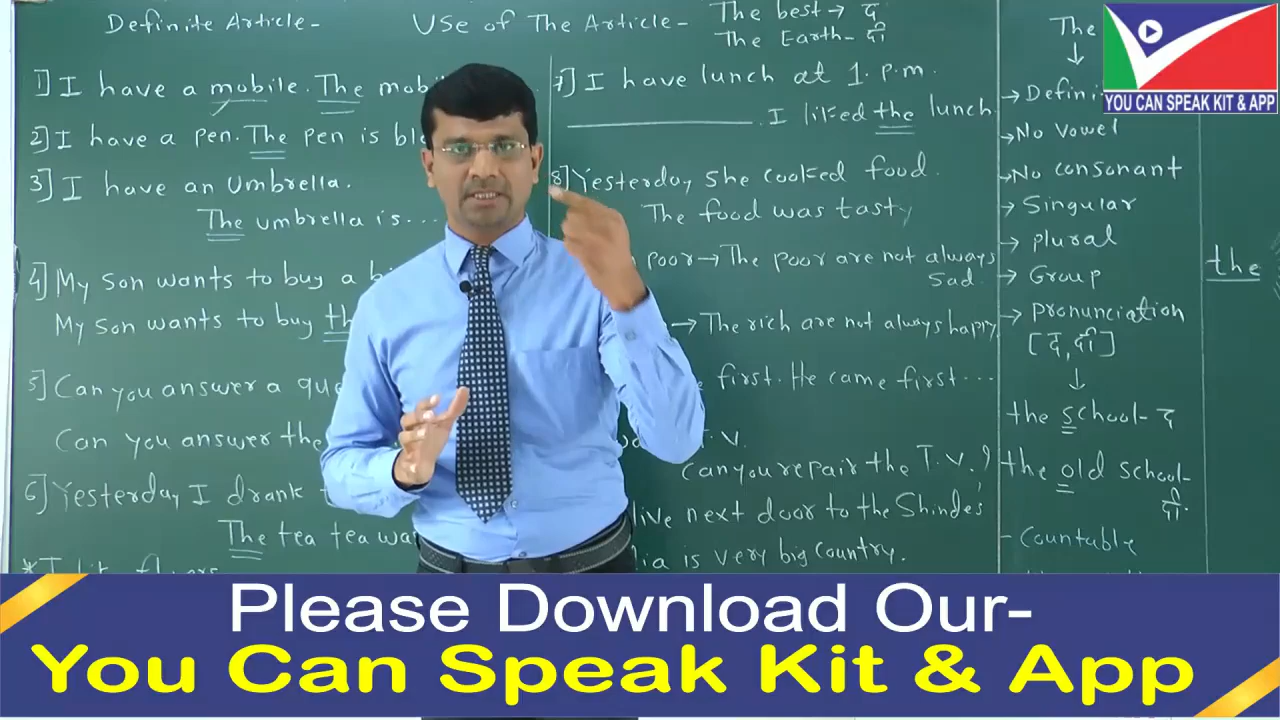 Definite Article-
Use of The Article-
The best→ द
The Earth- दी
1] I have a mobile. The mob
2] I have a pen. The pen is bl
3] I have an Umbrella.
The umbrella is....
4] My Son wants to buy a b
My Son wants to buy th
5] Can you answer a que
Can you answer the
6] Yesterday I drank
The tea tea wa
7] I have lunch at 1. p.m.
I liked the lunch
8] Yesterday she cooked food.
The food was tasty
poor→The poor are not always
Sad.
→The rich are not always happy
first. He came first...
T.V.
Can you repair the T.V.?
live next door to the Shindes'
is very big Country.
The
↓
→No vowel
→No consonant
→Singular
→plural
→Group
→pronunciation
[द, दी]
↓
the school- द
the old school-
दी
- Countable
the
YOU CAN SPEAK KIT & APP
Please Download Our-
You Can Speak Kit & App